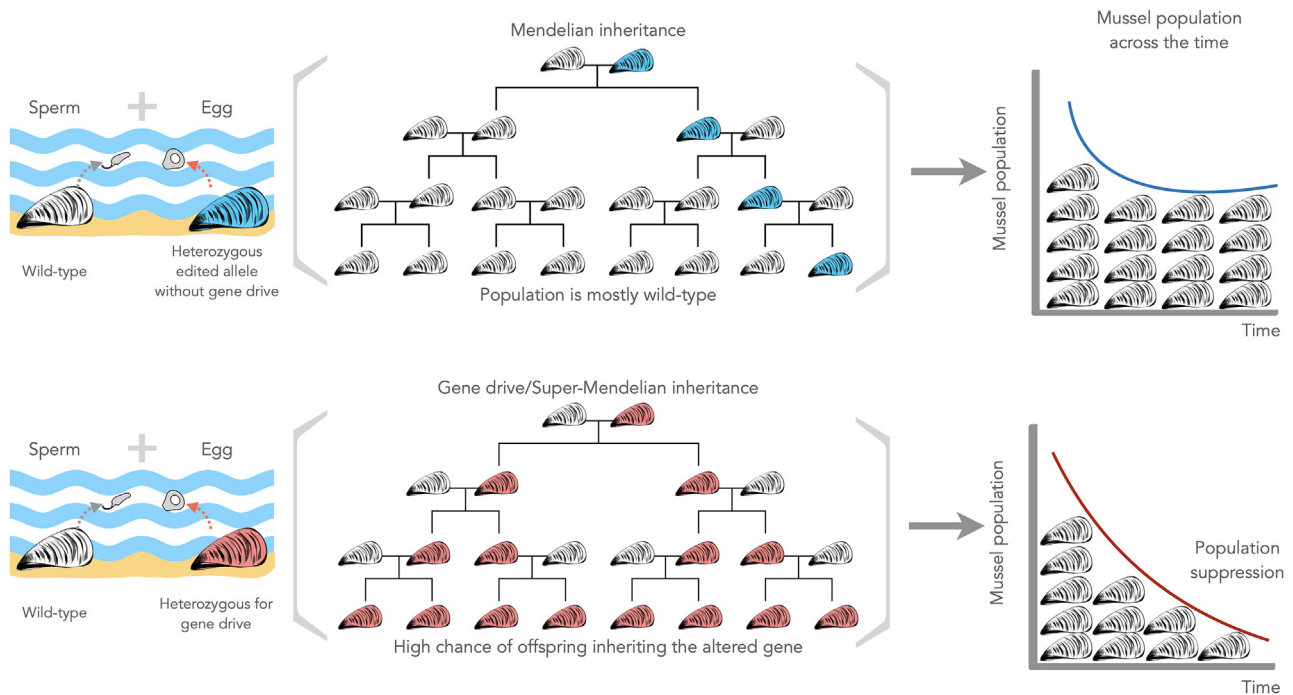 Mendelian inheritance
Mussel population
across the time
Sperm
Egg
Mussel population
Wild-type
Heterozygous
edited allele
without gene drive
Population is mostly wild-type
Time
Gene drive/Super-Mendelian inheritance
Sperm
Egg
Mussel population
Population
suppression
Wild-type
Heterozygous for
gene drive
High chance of offspring inheriting the altered gene
Time